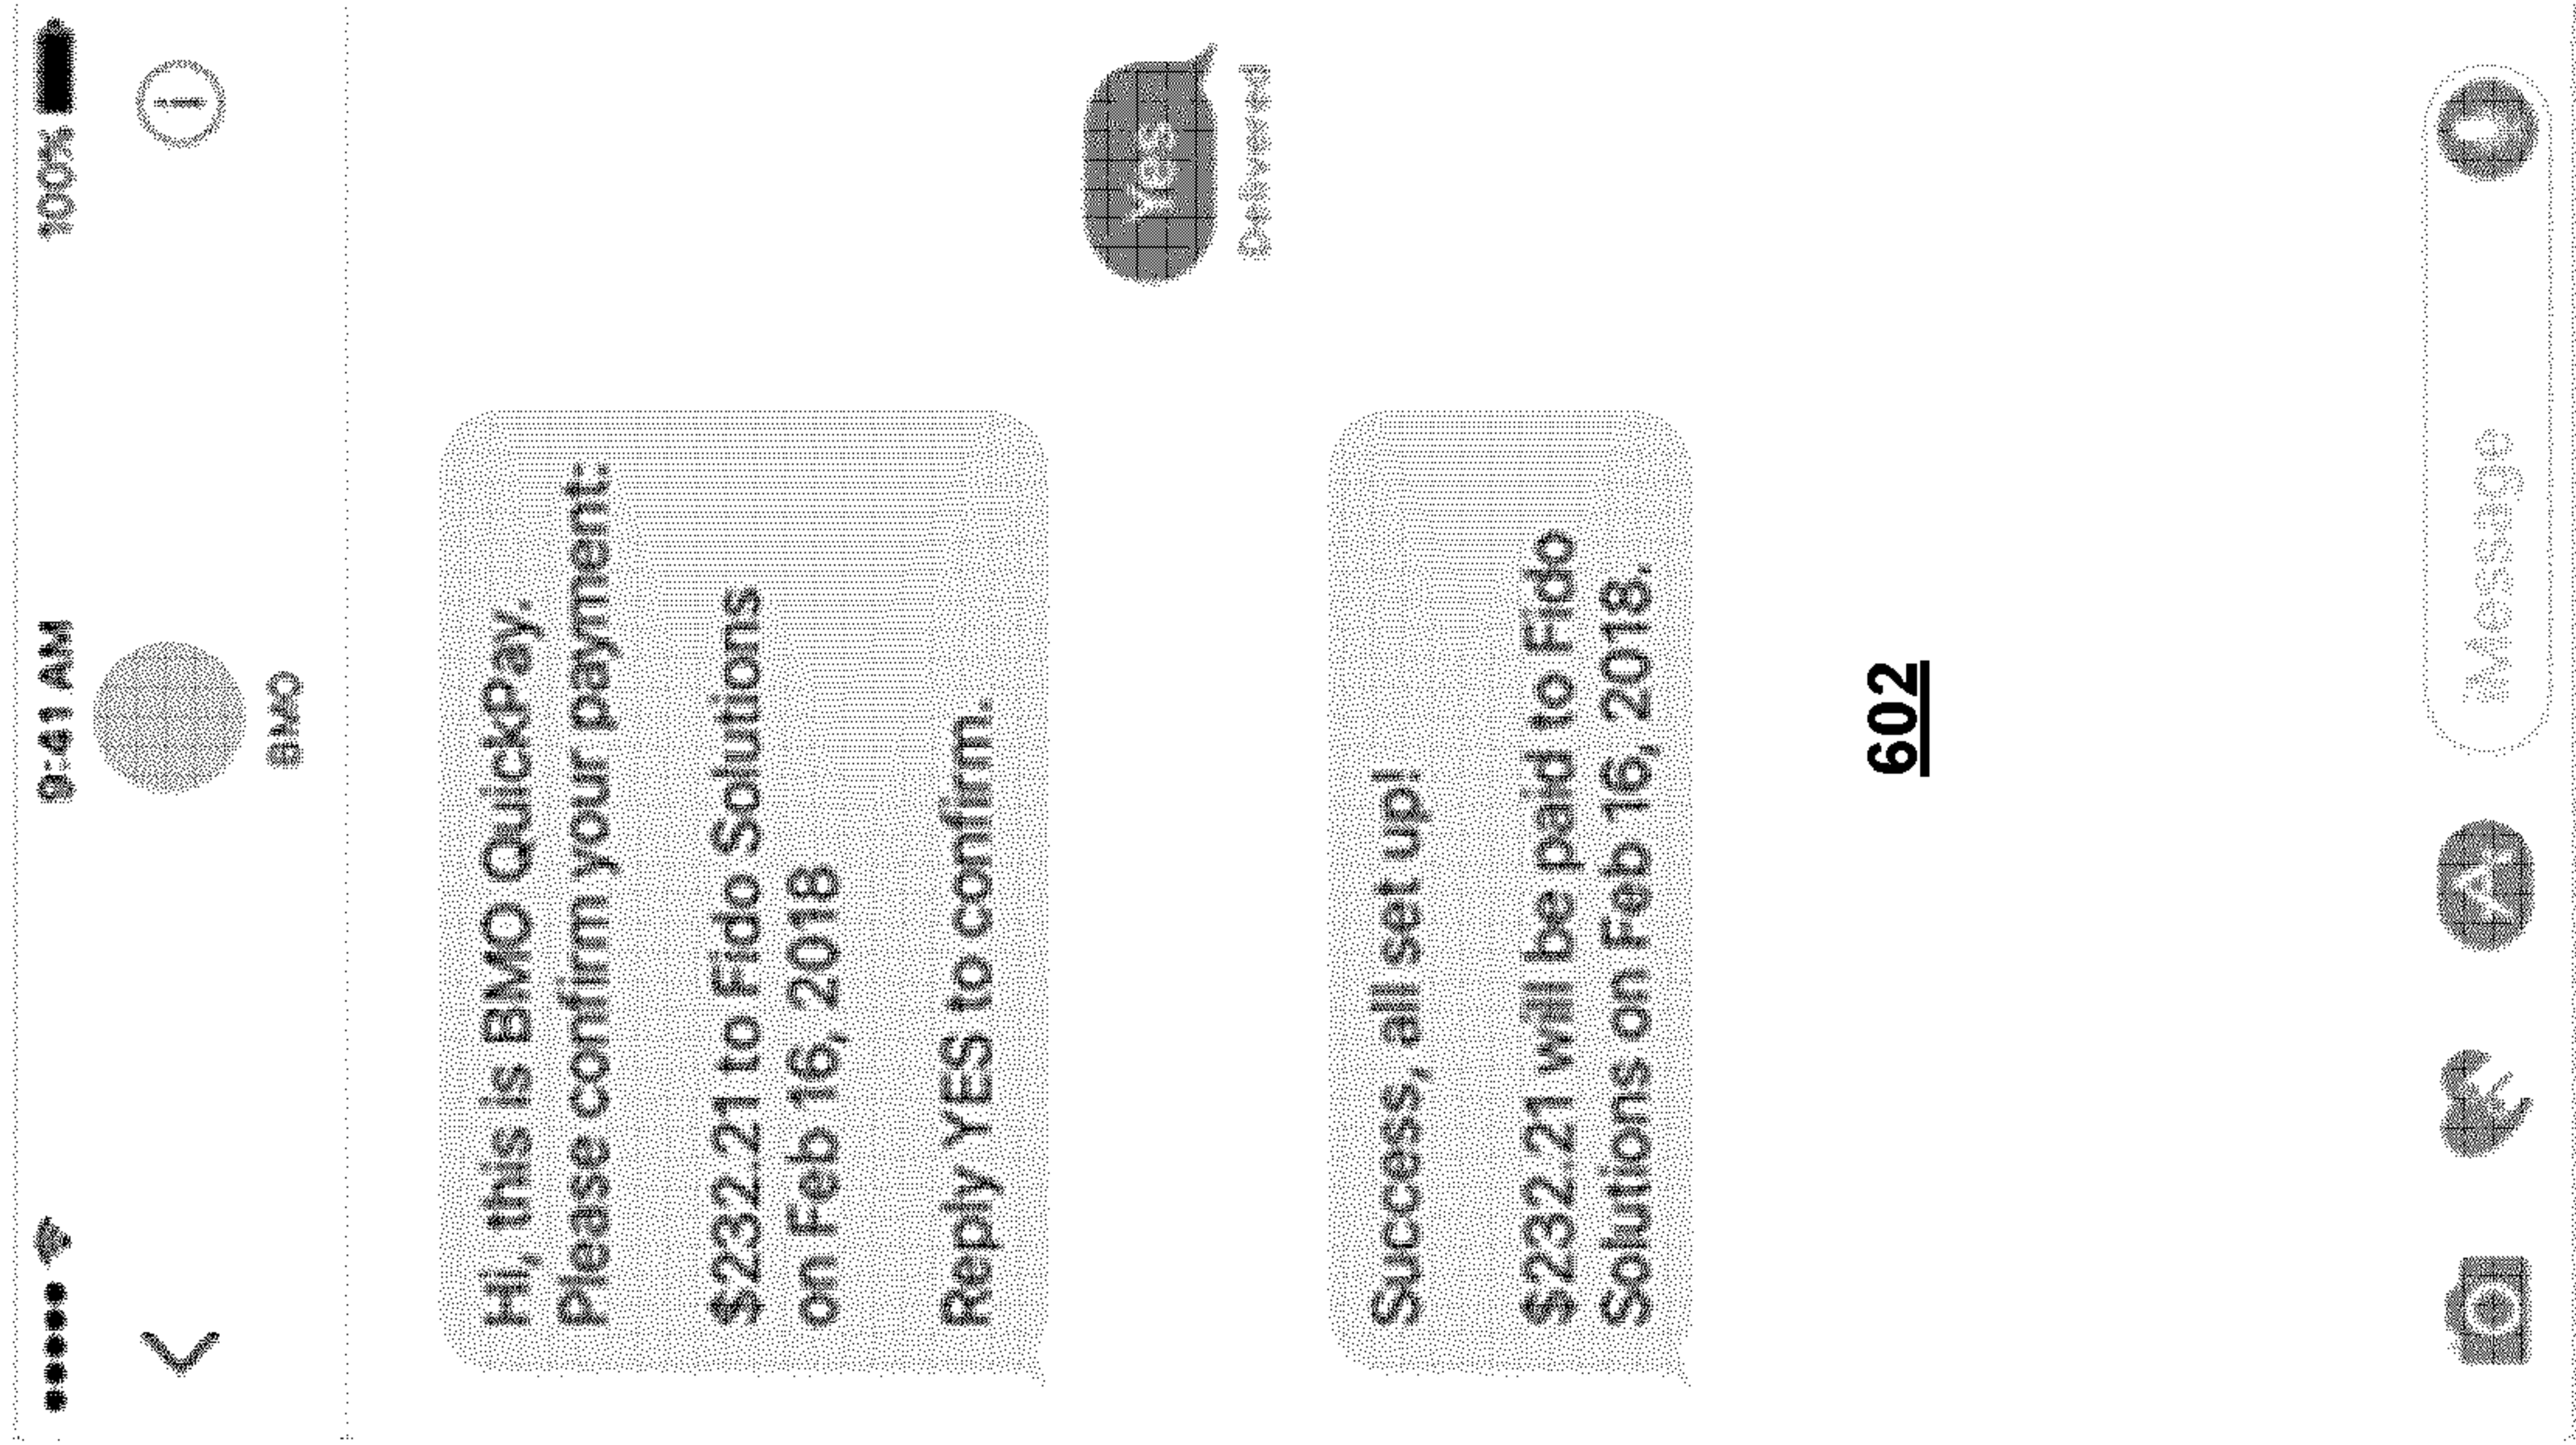 9:41 AM
100%
BMO
Hi, this is BMO QuickPay.
Please confirm your payment:
$232.21 to Fido Solutions
on Feb 16, 2018
Reply YES to confirm.
Yes
Delivered
Success, all set up!
$232.21 will be paid to Fido
Solutions on Feb 16, 2018.
602
iMessage